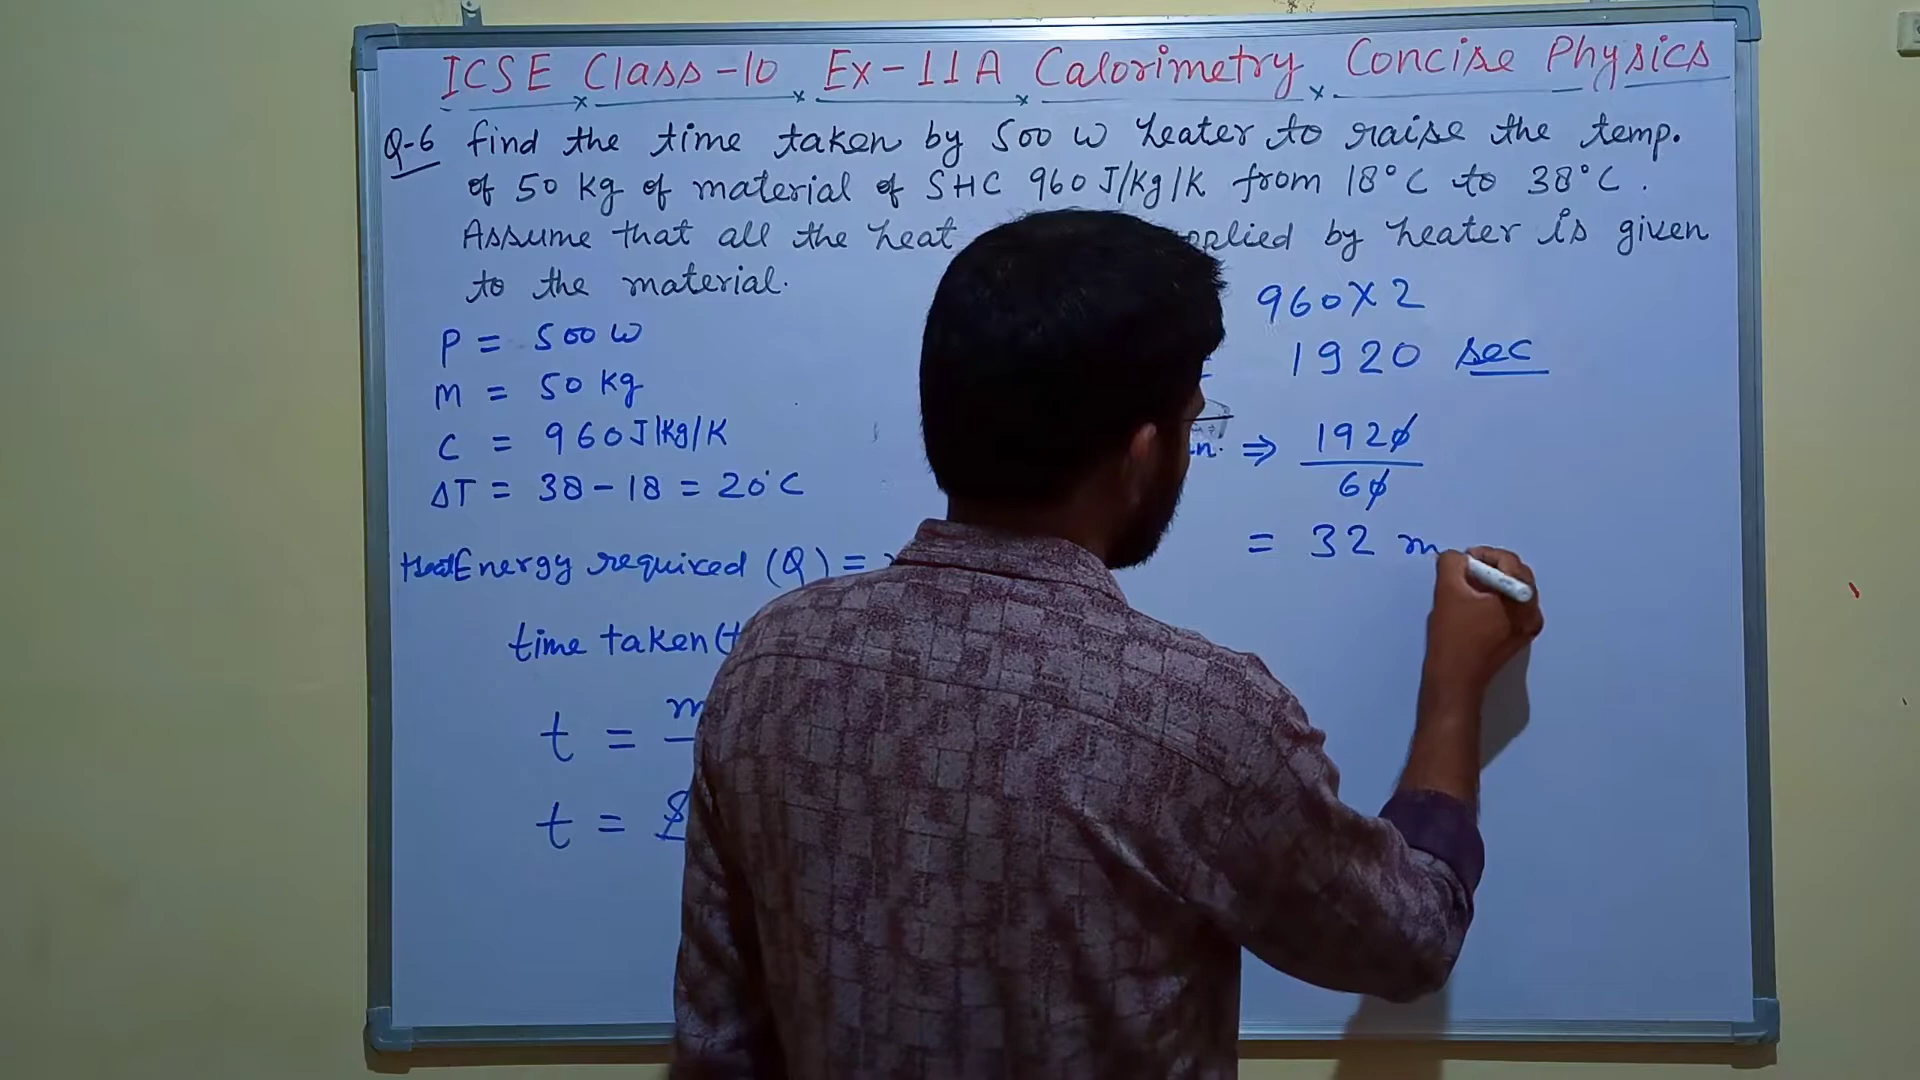 ICSE Class-10 Ex-11A Calorimetry Concise Physics
Q-6 find the time taken by 500 W heater to raise the temp.
of 50 kg of material of SHC 960 J/kg/K from 18°C to 38°C.
Assume that all the heat by heater is given
to the material.
P = 500 W
m = 50 kg
C = 960 J/kg/K
ΔT = 38 - 18 = 20°C
Heat Energy required (Q) =
time taken (t
t = m
t =
960 × 2
1920 sec
⇒ 1920
60
= 32 m